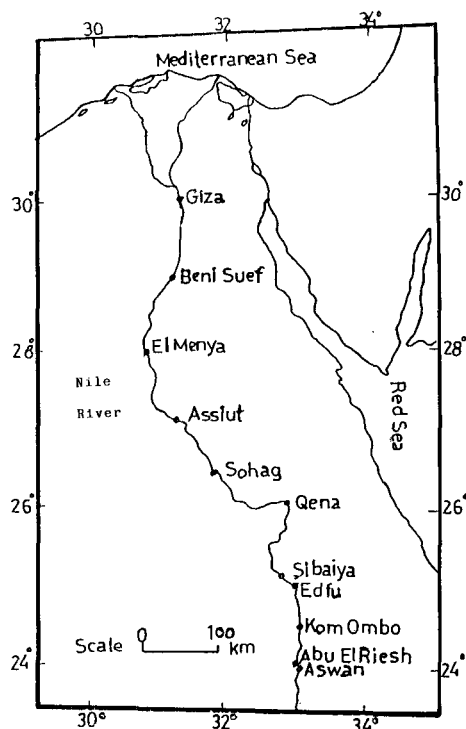 30 32 34°
Mediterranean Sea
30° Giza 30°
Beni Suef
28° El Menya 28°
Nile
River
Assiut
Red Sea
Sohag
26° Qena 26°
Sibaiya
Edfu
Kom Ombo
Scale 0 100
km
Abu El Riesh
24° Aswan 24°
30° 32° 34°